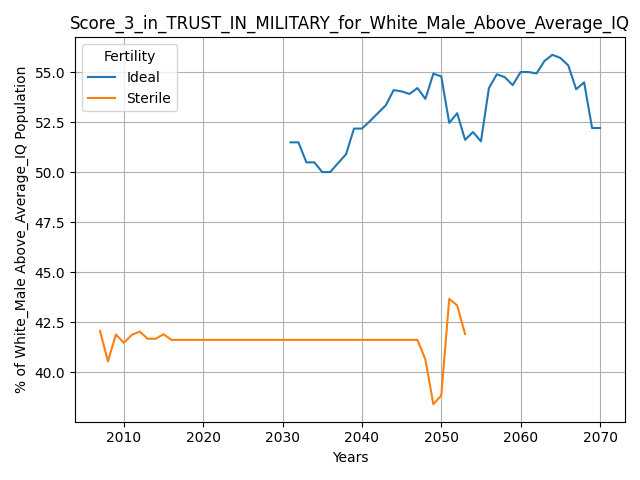 Score_3_in_TRUST_IN_MILITARY_for_White_Male_Above_Average_IQ
Fertility
Ideal
Sterile
% of White_Male Above_Average_IQ Population
55.0
52.5
50.0
47.5
45.0
42.5
40.0
2010
2020
2030
2040
2050
2060
2070
Years